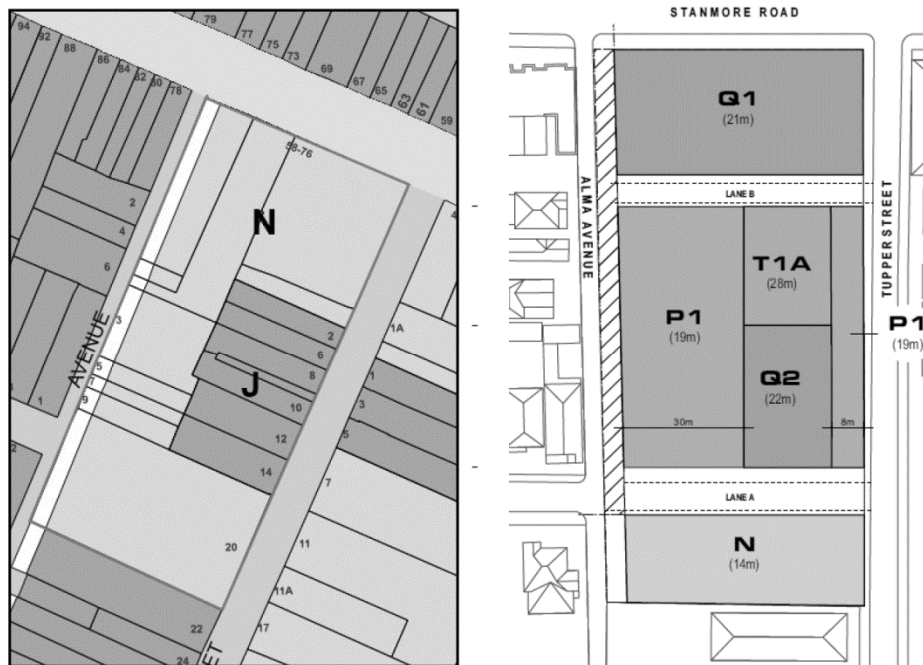 79
77
75
73
69
67
65
63
61
59
94
92
88
86
84
82
80
78
58-76
N
2
4
6
AVENUE
3
5
7
9
1
J
2
6
8
10
12
14
1A
1
3
5
7
4
20
11
11A
17
22
24
ET
2
STANMORE ROAD
Q1
(21m)
LANE B
ALMA AVENUE
TUPPER STREET
T1A
(28m)
P1
(19m)
P1
(19m)
Q2
(22m)
30m
8m
LANE A
N
(14m)